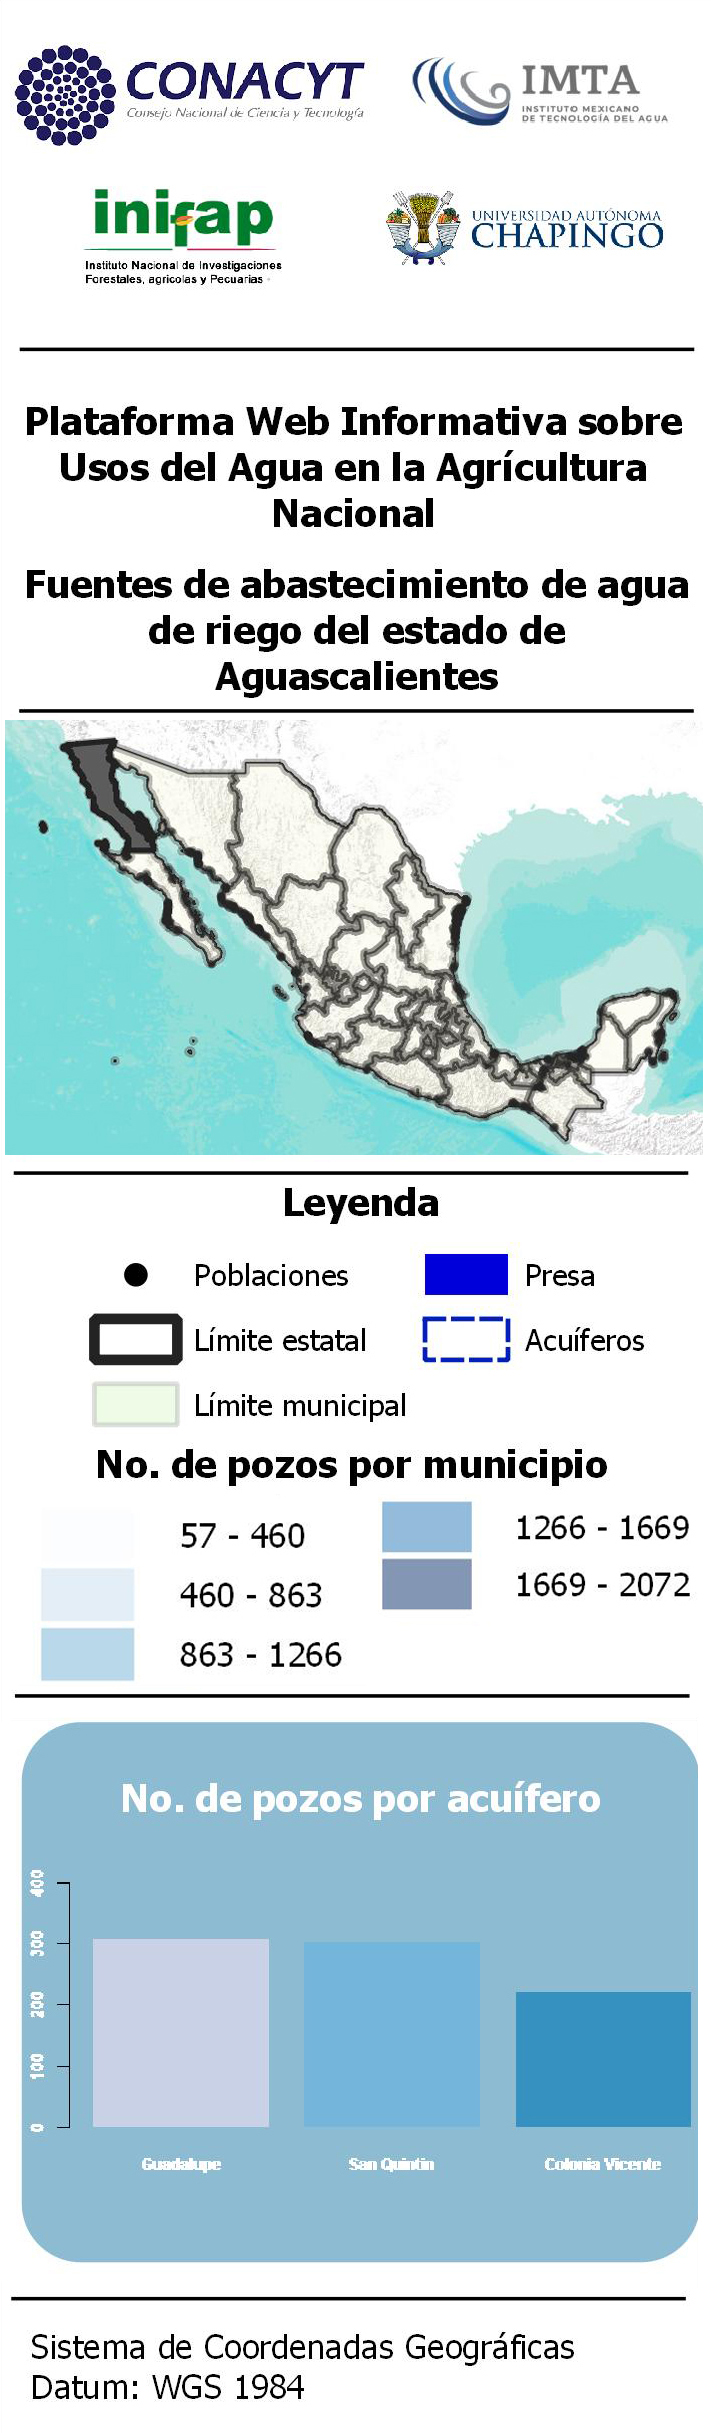 CONACYT
Consejo Nacional de Ciencia y Tecnología
IMTA
INSTITUTO MEXICANO
DE TECNOLOGÍA DEL AGUA
inifap
Instituto Nacional de Investigaciones
Forestales, agricolas y Pecuarias
UNIVERSIDAD AUTÓNOMA
CHAPINGO
Plataforma Web Informativa sobre
Usos del Agua en la Agrícultura
Nacional
Fuentes de abastecimiento de agua
de riego del estado de
Aguascalientes
Leyenda
Poblaciones
Presa
Límite estatal
Acuíferos
Límite municipal
No. de pozos por municipio
57 - 460
1266 - 1669
460 - 863
1669 - 2072
863 - 1266
No. de pozos por acuífero
400
300
200
100
0
Guadalupe
San Quintin
Colonia Vicente
Sistema de Coordenadas Geográficas
Datum: WGS 1984